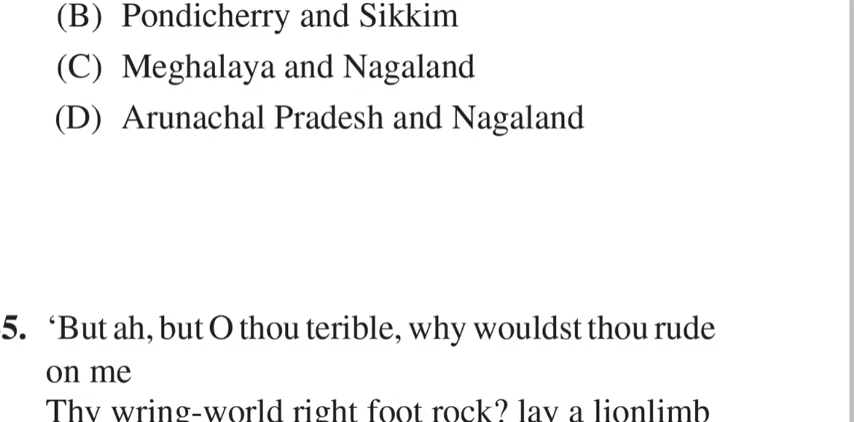 (B) Pondicherry and Sikkim
(C) Meghalaya and Nagaland
(D) Arunachal Pradesh and Nagaland
5. ‘But ah, but O thou terible, why wouldst thou rude
on me
Thy wring-world right foot rock? lay a lionlimb